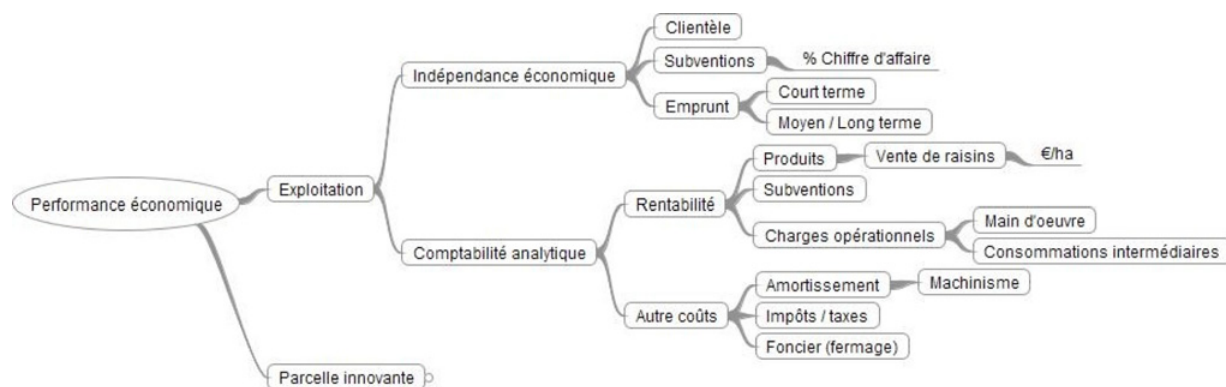 Performance économique
Exploitation
Indépendance économique
Clientèle
Subventions
% Chiffre d'affaire
Emprunt
Court terme
Moyen / Long terme
Comptabilité analytique
Rentabilité
Produits
Vente de raisins
€/ha
Subventions
Charges opérationnels
Main d'oeuvre
Consommations intermédiaires
Autre coûts
Amortissement
Machinisme
Impôts / taxes
Foncier (fermage)
Parcelle innovante